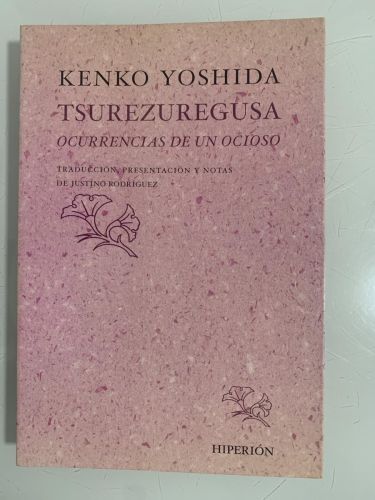 KENKO YOSHIDA
TSUREZUREGUSA
OCURRENCIAS DE UN OCIOSO
TRADUCCIÓN, PRESENTACIÓN Y NOTAS
DE JUSTINO RODRÍGUEZ
HIPERIÓN